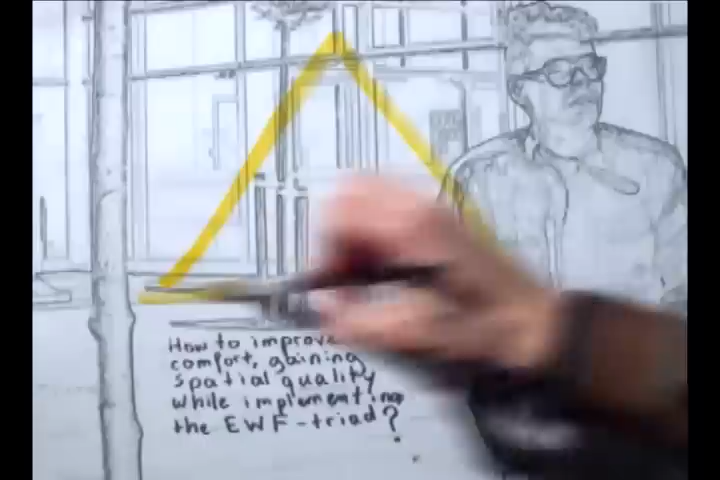 How to improve
comfort, gaining
spatial quality
while implementing
the EWF-triad?